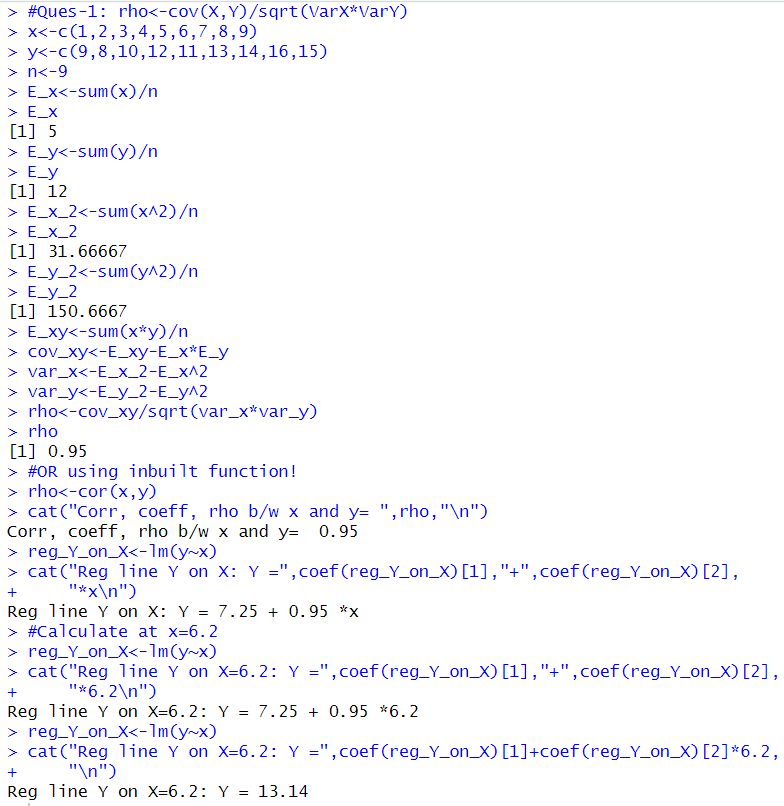 > #Ques-1: rho<-cov(X,Y)/sqrt(VarX*VarY)
> x<-c(1,2,3,4,5,6,7,8,9)
> y<-c(9,8,10,12,11,13,14,16,15)
> n<-9
> E_x<-sum(x)/n
> E_x
[1] 5
> E_y<-sum(y)/n
> E_y
[1] 12
> E_x_2<-sum(x^2)/n
> E_x_2
[1] 31.66667
> E_y_2<-sum(y^2)/n
> E_y_2
[1] 150.6667
> E_xy<-sum(x*y)/n
> cov_xy<-E_xy-E_x*E_y
> var_x<-E_x_2-E_x^2
> var_y<-E_y_2-E_y^2
> rho<-cov_xy/sqrt(var_x*var_y)
> rho
[1] 0.95
> #OR using inbuilt function!
> rho<-cor(x,y)
> cat("Corr, coeff, rho b/w x and y= ",rho,"\n")
Corr, coeff, rho b/w x and y=  0.95
> reg_Y_on_X<-lm(y~x)
> cat("Reg line Y on X: Y =",coef(reg_Y_on_X)[1],"+",coef(reg_Y_on_X)[2],
+     "*x\n")
Reg line Y on X: Y = 7.25 + 0.95 *x
> #Calculate at x=6.2
> reg_Y_on_X<-lm(y~x)
> cat("Reg line Y on X=6.2: Y =",coef(reg_Y_on_X)[1],"+",coef(reg_Y_on_X)[2],
+     "*6.2\n")
Reg line Y on X=6.2: Y = 7.25 + 0.95 *6.2
> reg_Y_on_X<-lm(y~x)
> cat("Reg line Y on X=6.2: Y =",coef(reg_Y_on_X)[1]+coef(reg_Y_on_X)[2]*6.2,
+     "\n")
Reg line Y on X=6.2: Y = 13.14